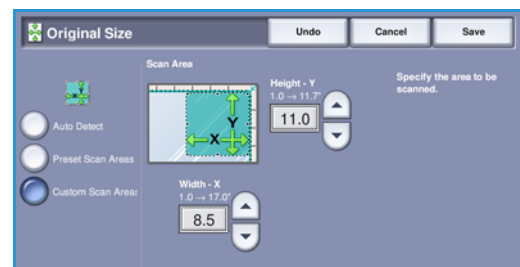 Original Size
Undo
Cancel
Save
Scan Area
Auto Detect
Preset Scan Areas
Custom Scan Areas
Y
X
Height - Y
1.0 → 11.7"
11.0
Width - X
1.0 → 17.0"
8.5
Specify the area to be
scanned.